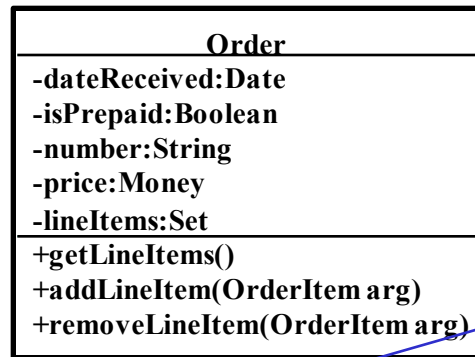 Order
-dateReceived:Date
-isPrepaid:Boolean
-number:String
-price:Money
-lineItems:Set
+getLineItems()
+addLineItem(OrderItem arg)
+removeLineItem(OrderItem arg)